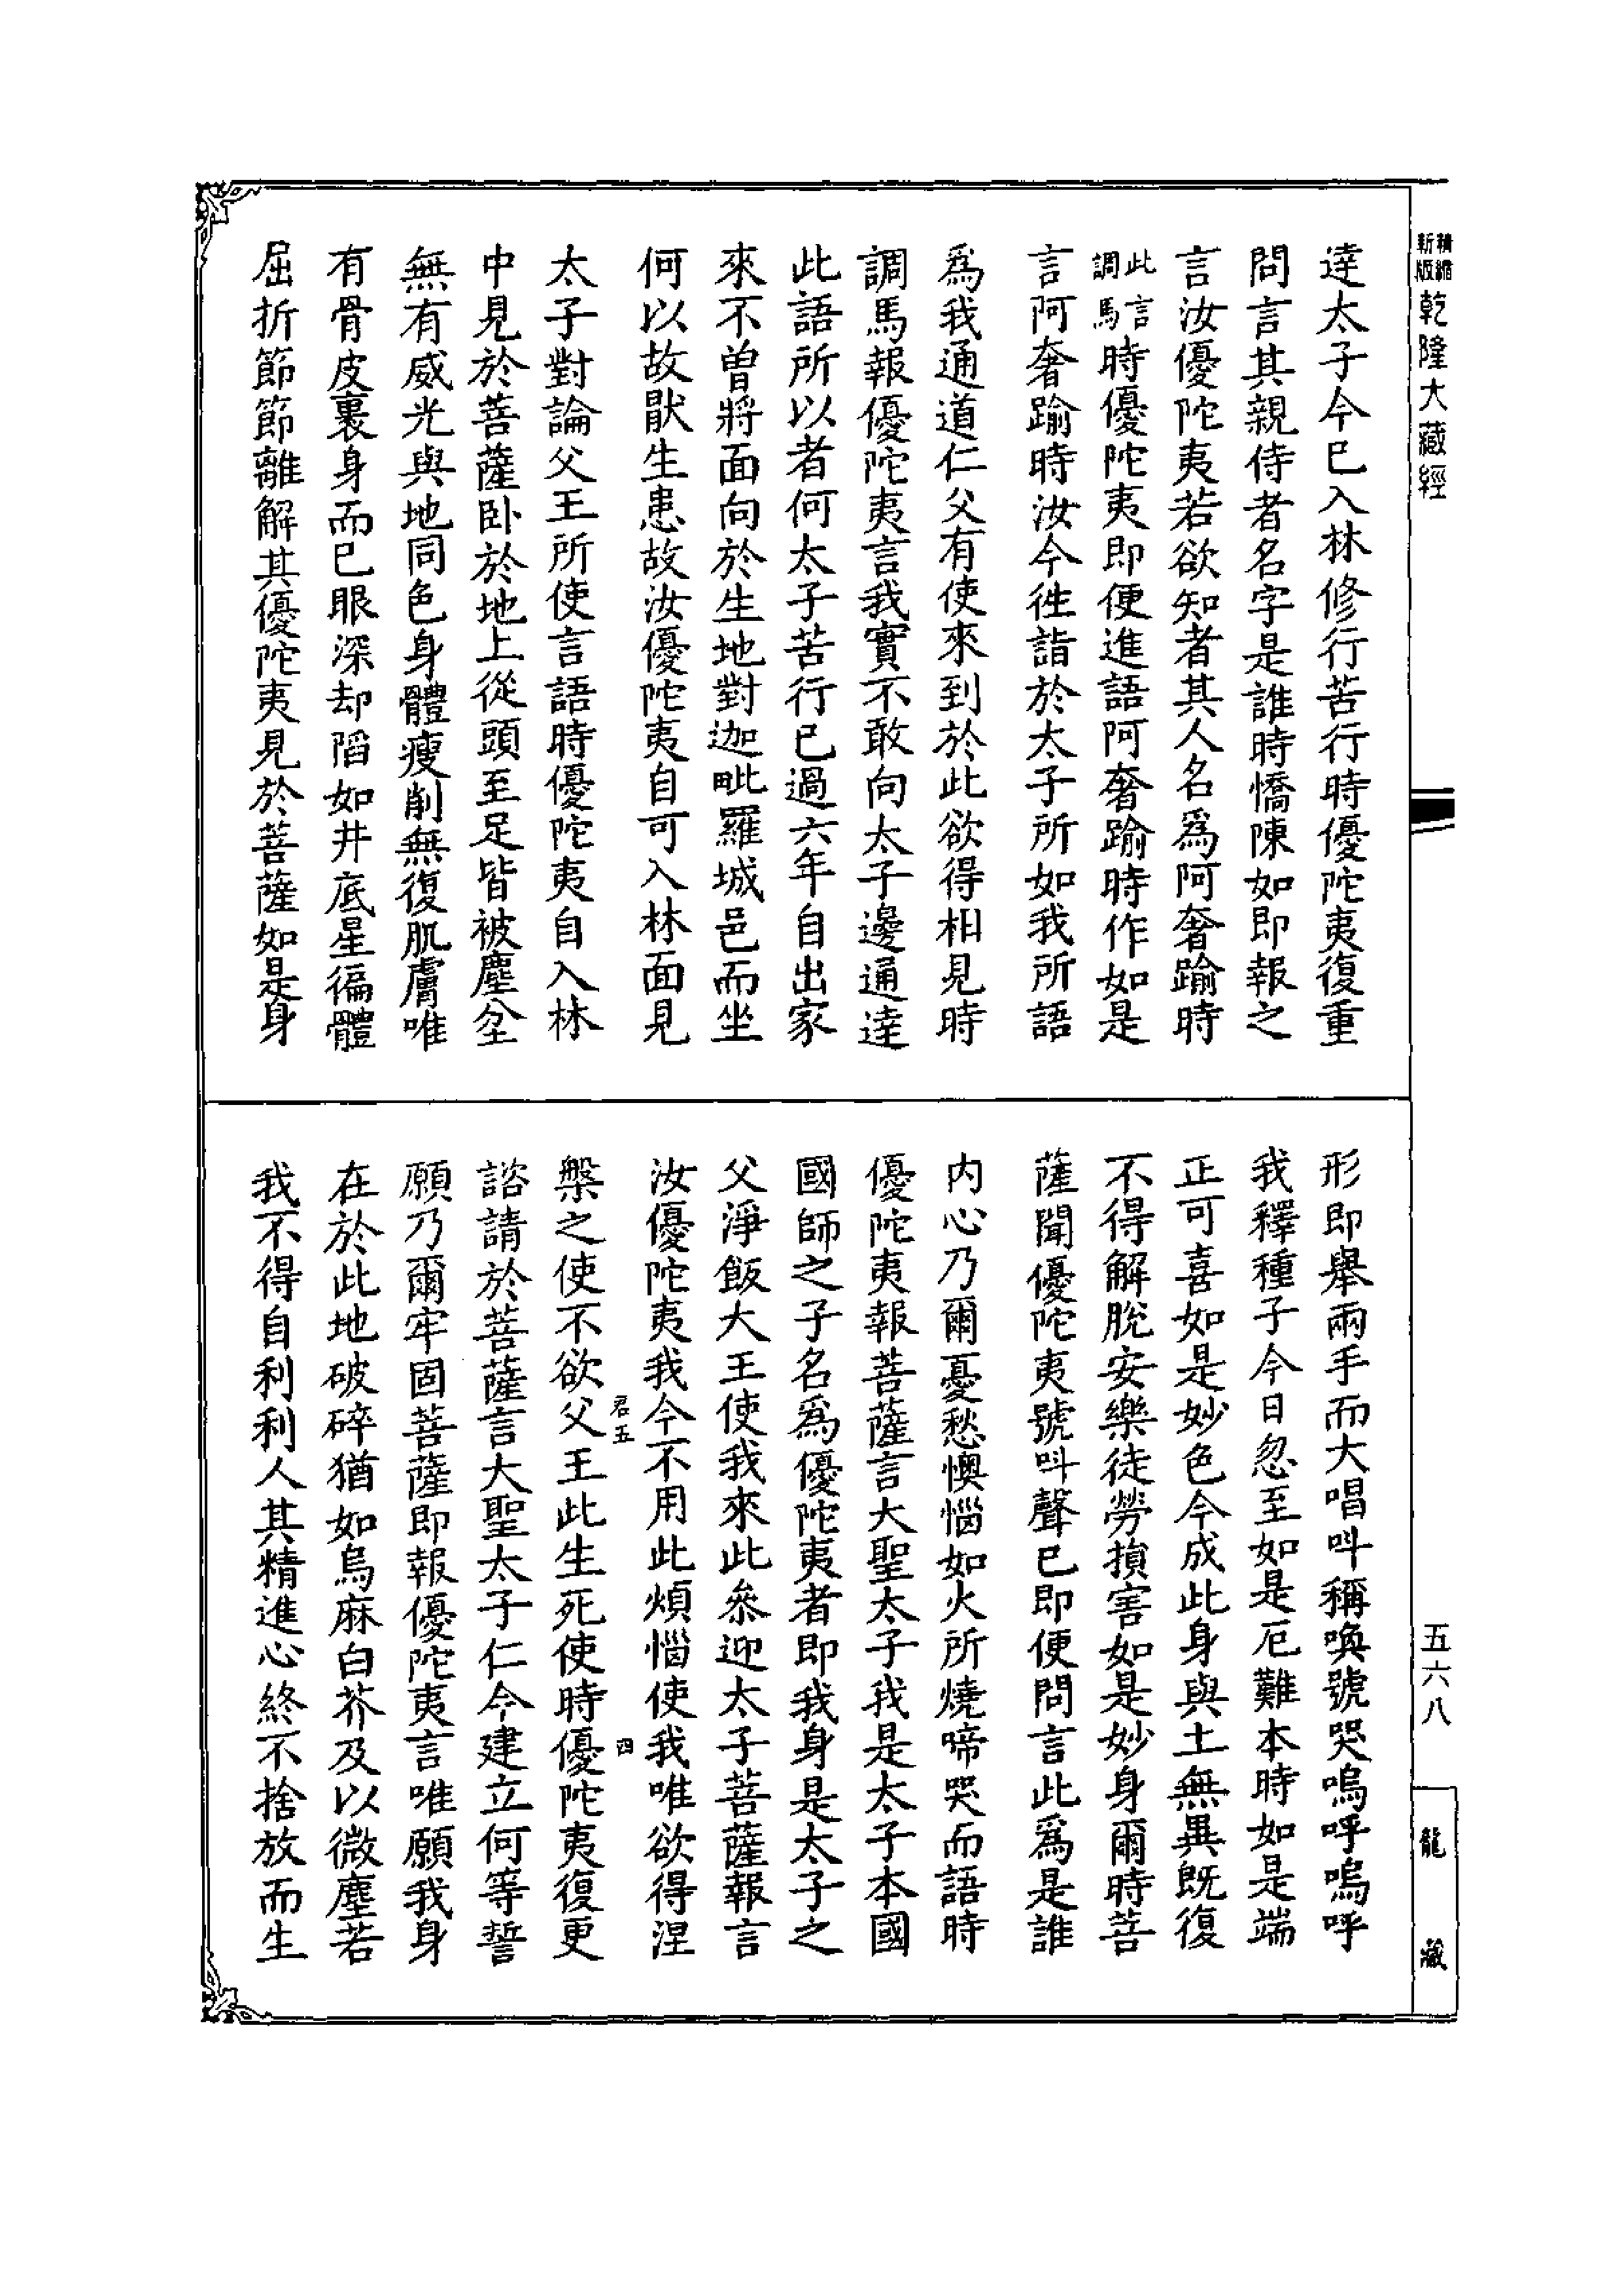 精縮
新版
乾隆大藏經
五六八
龍藏
達太子今已入林修行苦行時優陀夷復重
問言其親侍者名字是誰時憍陳如即報之
言汝優陀夷若欲知者其人名為阿奢踰時
此言
調馬
時優陀夷即便進語阿奢踰時作如是
言阿奢踰時汝今往詣於太子所如我所語
為我通道仁父有使來到於此欲得相見時
調馬報優陀夷言我實不敢向太子邊通達
此語所以者何太子苦行已過六年自出家
來不曾將面向於生地對迦毗羅城邑而坐
何以故猒生患故汝優陀夷自可入林面見
太子對論父王所使言語時優陀夷自入林
中見於菩薩臥於地上從頭至足皆被塵坌
無有威光與地同色身體瘦削無復肌膚唯
有骨皮裹身而已眼深却陷如井底星徧體
屈折節節離解其優陀夷見於菩薩如是身
形即舉兩手而大唱叫稱喚號哭嗚呼嗚呼
我釋種子今日忽至如是厄難本時如是端
正可喜如是妙色今成此身與土無異既復
不得解脫安樂徒勞損害如是妙身爾時菩
薩聞優陀夷號叫聲已即便問言此為是誰
內心乃爾憂愁懊惱如火所燒啼哭而語時
優陀夷報菩薩言大聖太子我是太子本國
國師之子名為優陀夷者即我身是太子之
父淨飯大王使我來此叅迎太子菩薩報言
汝優陀夷我今不用此煩惱使我唯欲得涅
君五
四
槃之使不欲父王此生死使時優陀夷復更
諮請於菩薩言大聖太子仁今建立何等誓
願乃爾牢固菩薩即報優陀夷言唯願我身
在於此地破碎猶如烏麻白芥及以微塵若
我不得自利利人其精進心終不捨放而生